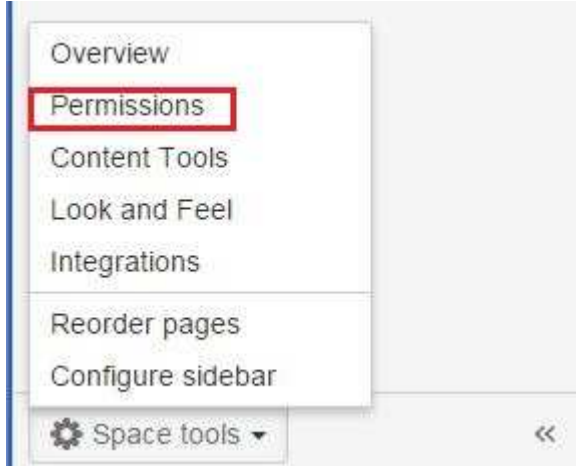 Overview
Permissions
Content Tools
Look and Feel
Integrations
Reorder pages
Configure sidebar
Space tools